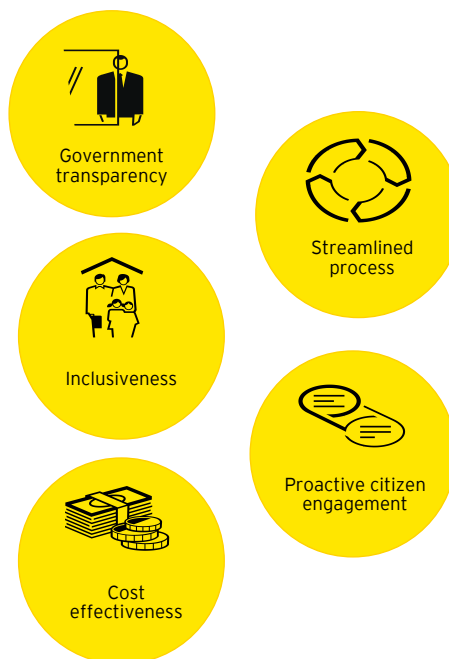 Government
transparency
Streamlined
process
Inclusiveness
Proactive citizen
engagement
Cost
effectiveness